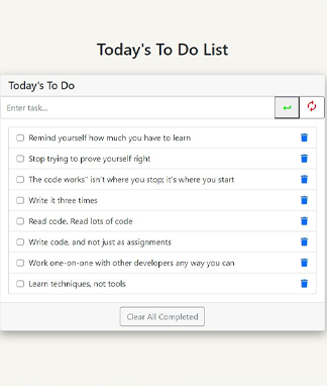 Today's To Do List
Today's To Do
Enter task...
Remind yourself how much you have to learn
Stop trying to prove yourself right
The code works" isn't where you stop; it's where you start
Write it three times
Read code. Read lots of code
Write code, and not just as assignments
Work one-on-one with other developers any way you can
Learn techniques, not tools
Clear All Completed